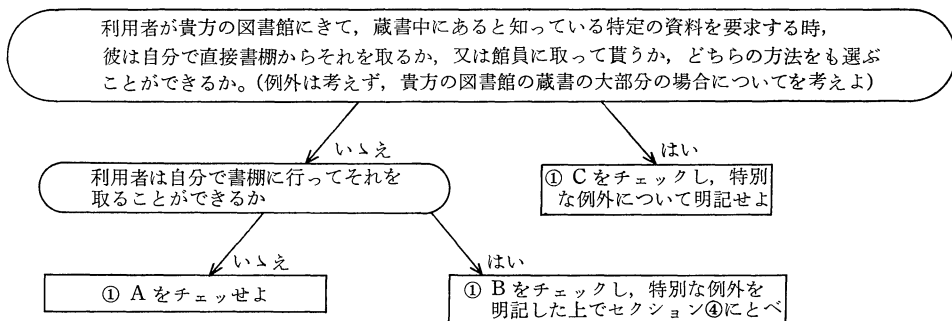 利用者が貴方の図書館にきて，蔵書中にあると知っている特定の資料を要求する時，
彼は自分で直接書棚からそれを取るか，又は館員に取って貰うか，どちらの方法をも選ぶ
ことができるか。(例外は考えず，貴方の図書館の蔵書の大部分の場合についてを考えよ)
いゝえ
はい
利用者は自分で書棚に行ってそれを
取ることができるか
① C をチェックし，特別
な例外について明記せよ
いゝえ
はい
① A をチェッせよ
① B をチェックし，特別な例外を
明記した上でセクション④にとべ